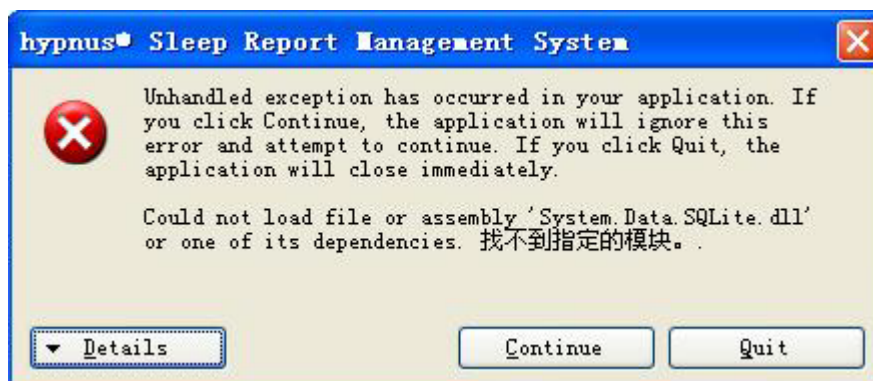 hypnus® Sleep Report Management System
Unhandled exception has occurred in your application. If
you click Continue, the application will ignore this
error and attempt to continue. If you click Quit, the
application will close immediately.
Could not load file or assembly 'System.Data.SQLite.dll'
or one of its dependencies. 找不到指定的模块。.
Details
Continue
Quit